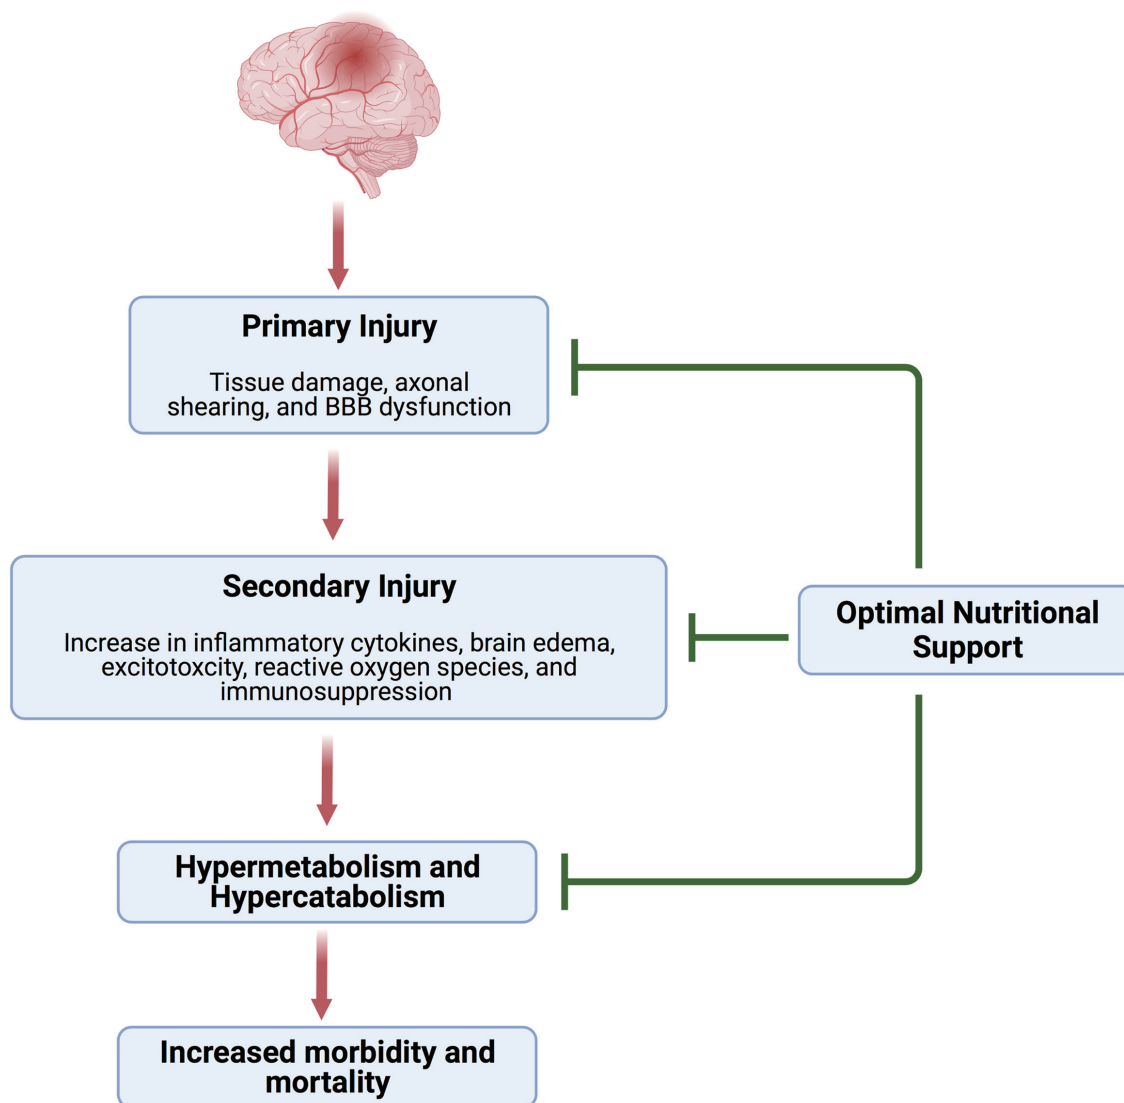 Primary Injury
Tissue damage, axonal
shearing, and BBB dysfunction
Secondary Injury
Increase in inflammatory cytokines, brain edema,
excitotoxcity, reactive oxygen species, and
immunosuppression
Optimal Nutritional
Support
Hypermetabolism and
Hypercatabolism
Increased morbidity and
mortality